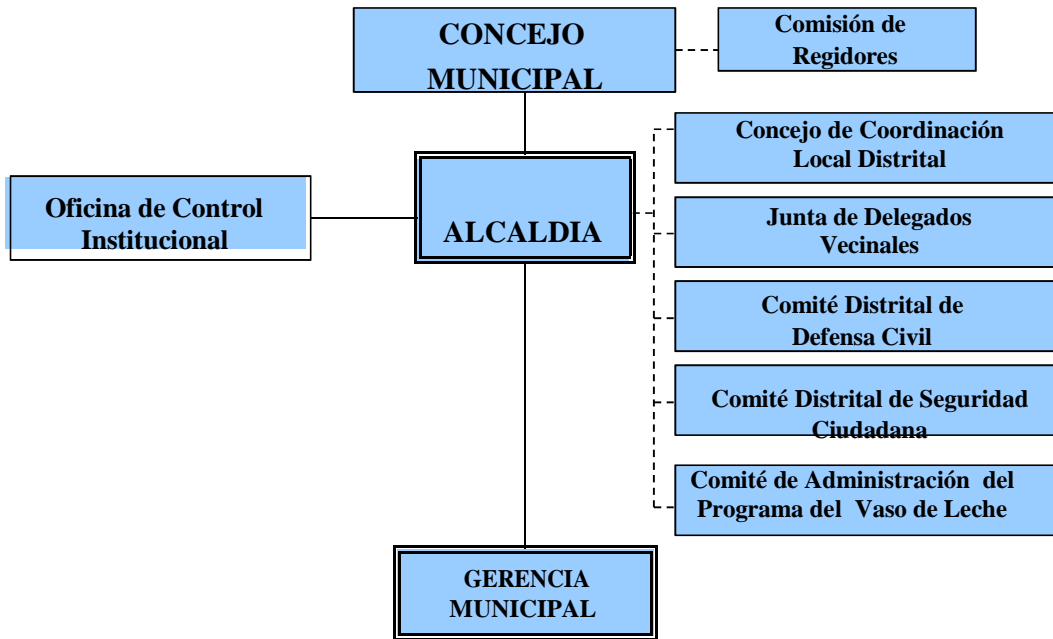 CONCEJO
MUNICIPAL
Comisión de
Regidores
Concejo de Coordinación
Local Distrital
Oficina de Control
Institucional
ALCALDIA
Junta de Delegados
Vecinales
Comité Distrital de
Defensa Civil
Comité Distrital de Seguridad
Ciudadana
Comité de Administración del
Programa del Vaso de Leche
GERENCIA
MUNICIPAL